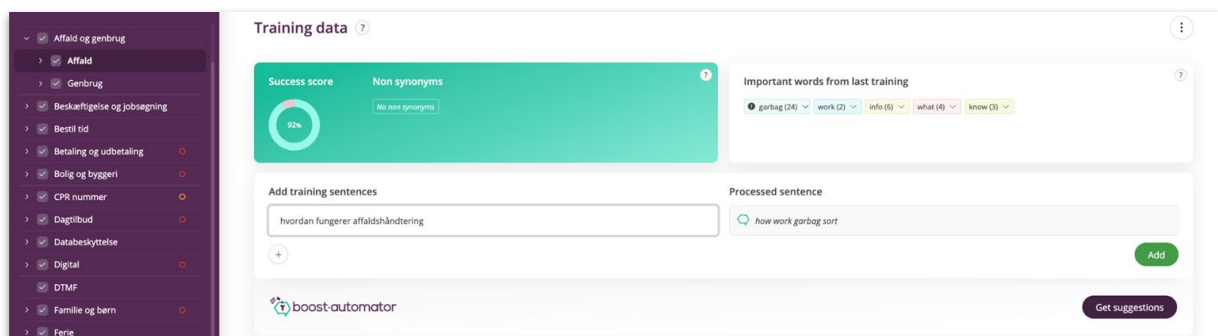 Affald og genbrug
Affald
Genbrug
Beskæftigelse og jobsøgning
Bestil tid
Betaling og udbetaling
Bolig og byggeri
CPR nummer
Dagtilbud
Databeskyttelse
Digital
DTMF
Familie og børn
Ferie
Training data ?
Success score
92%
Non synonyms
No non synonyms
?
Important words from last training
?
garbag (24) work (2) info (6) what (4) know (3)
Add training sentences
hvordan fungerer affaldshåndtering
+
Processed sentence
how work garbag sort
Add
boost·automator
Get suggestions